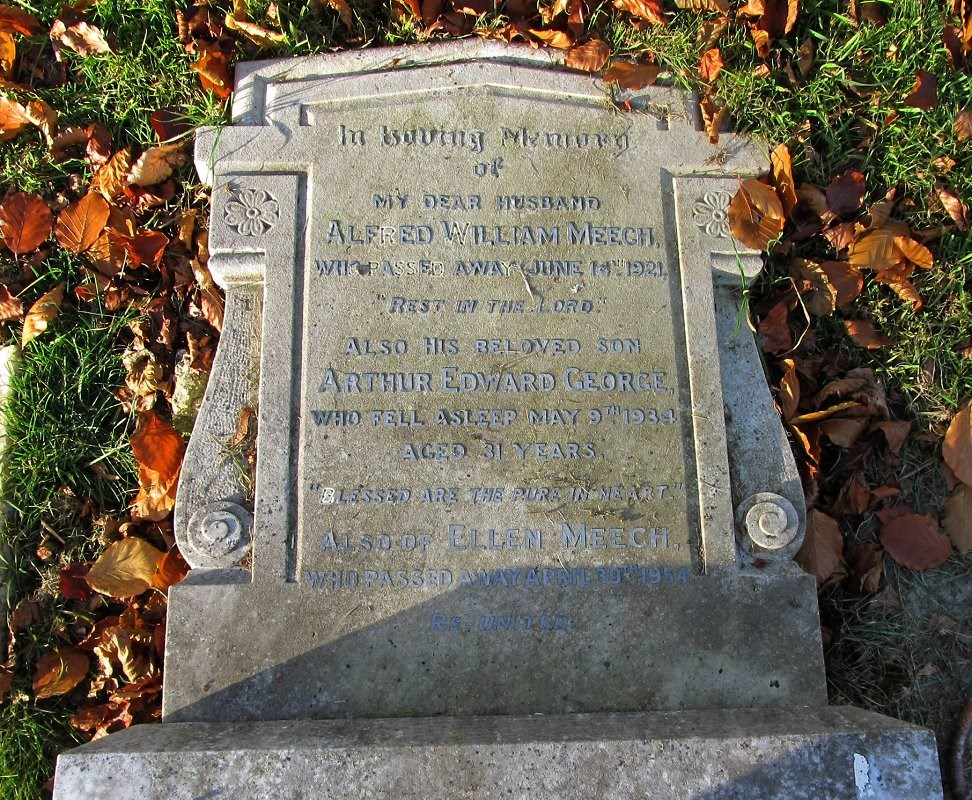 In Loving Memory
of
MY DEAR HUSBAND
ALFRED WILLIAM MEECH,
WHO PASSED AWAY JUNE 14TH 1921.
"REST IN THE LORD."
ALSO HIS BELOVED SON
ARTHUR EDWARD GEORGE,
WHO FELL ASLEEP MAY 9TH 1934
AGED 31 YEARS.
"BLESSED ARE THE PURE IN HEART."
ALSO OF ELLEN MEECH,
WHO PASSED AWAY APRIL 1954
RE-UNITED.